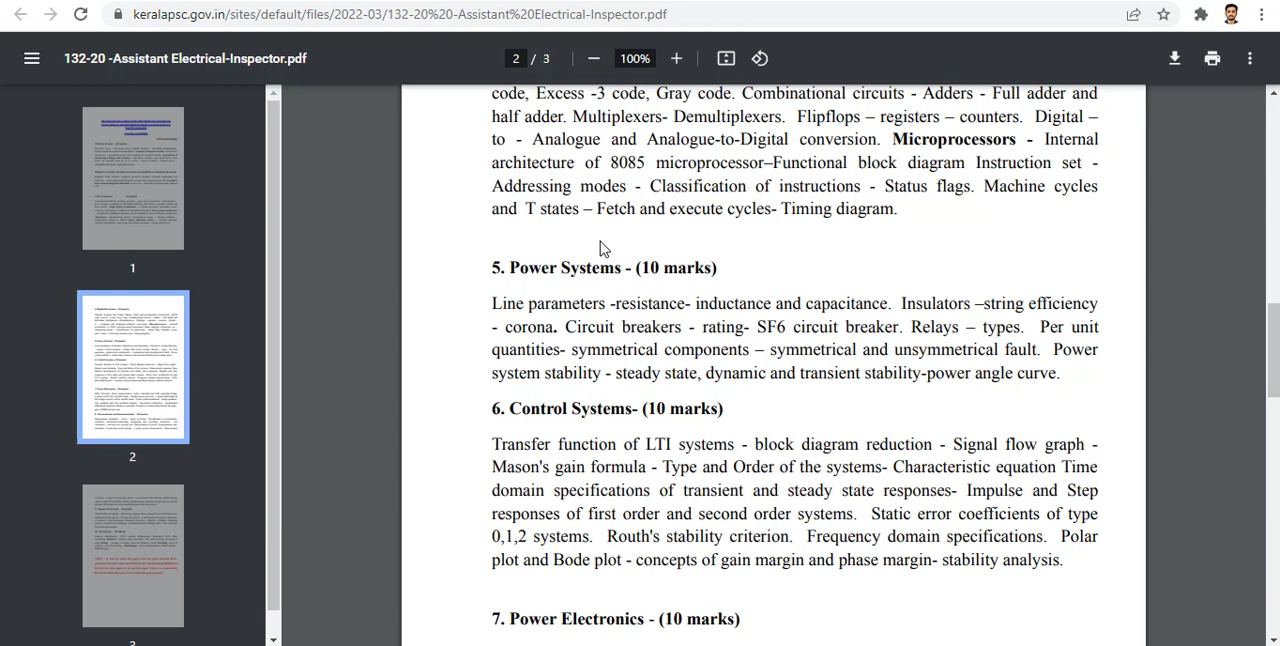 keralapsc.gov.in/sites/default/files/2022-03/132-20%20-Assistant%20Electrical-Inspector.pdf
132-20 -Assistant Electrical-Inspector.pdf
2 / 3
100%
1
2
3
code, Excess -3 code, Gray code. Combinational circuits - Adders - Full adder and
half adder. Multiplexers- Demultiplexers. Flipflops – registers – counters. Digital –
to - Analogue and Analogue-to-Digital conversion. Microprocessors - Internal
architecture of 8085 microprocessor–Functional block diagram Instruction set -
Addressing modes - Classification of instructions - Status flags. Machine cycles
and T states – Fetch and execute cycles- Timing diagram.
5. Power Systems - (10 marks)
Line parameters -resistance- inductance and capacitance. Insulators –string efficiency
- corona. Circuit breakers - rating- SF6 circuit breaker. Relays – types. Per unit
quantities- symmetrical components – symmetrical and unsymmetrical fault. Power
system stability - steady state, dynamic and transient stability-power angle curve.
6. Control Systems- (10 marks)
Transfer function of LTI systems - block diagram reduction - Signal flow graph -
Mason's gain formula - Type and Order of the systems- Characteristic equation Time
domain specifications of transient and steady state responses- Impulse and Step
responses of first order and second order systems. Static error coefficients of type
0,1,2 systems. Routh's stability criterion. Frequency domain specifications. Polar
plot and Bode plot - concepts of gain margin and phase margin- stability analysis.
7. Power Electronics - (10 marks)